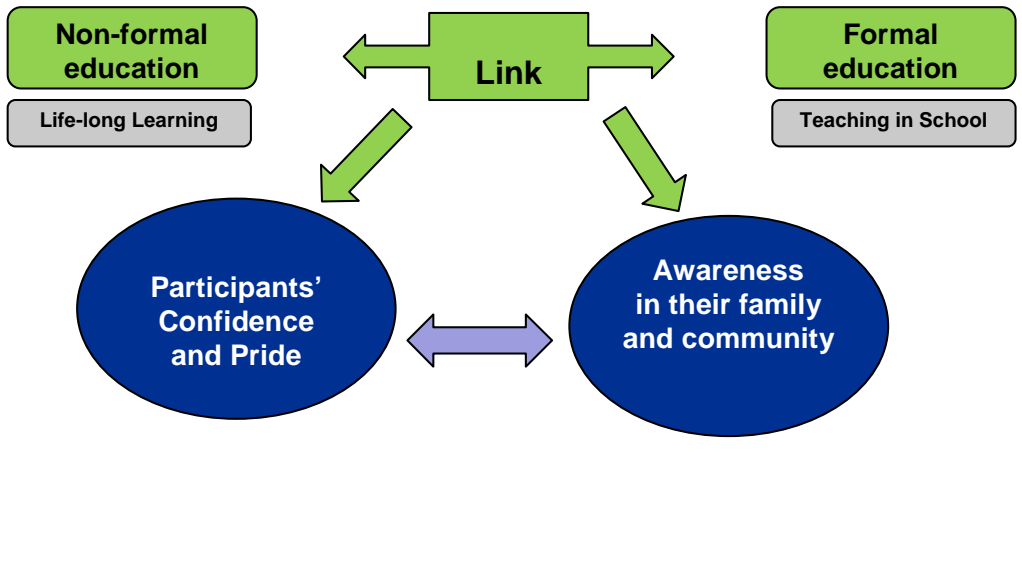 Non-formal
education
Life-long Learning
Link
Formal
education
Teaching in School
Participants’
Confidence
and Pride
Awareness
in their family
and community